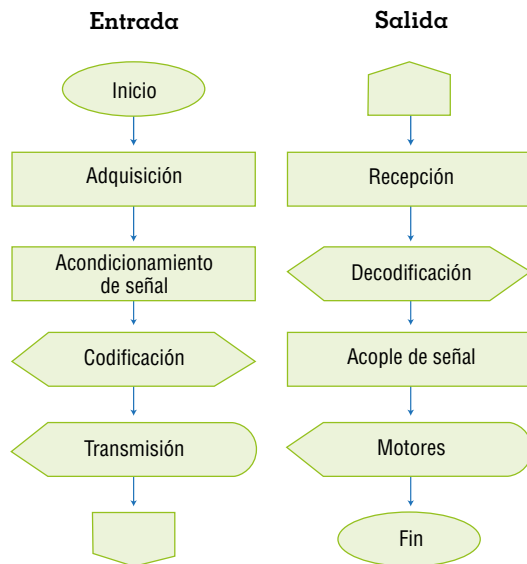 Entrada
Inicio
Adquisición
Acondicionamiento
de señal
Codificación
Transmisión
Salida
Recepción
Decodificación
Acople de señal
Motores
Fin